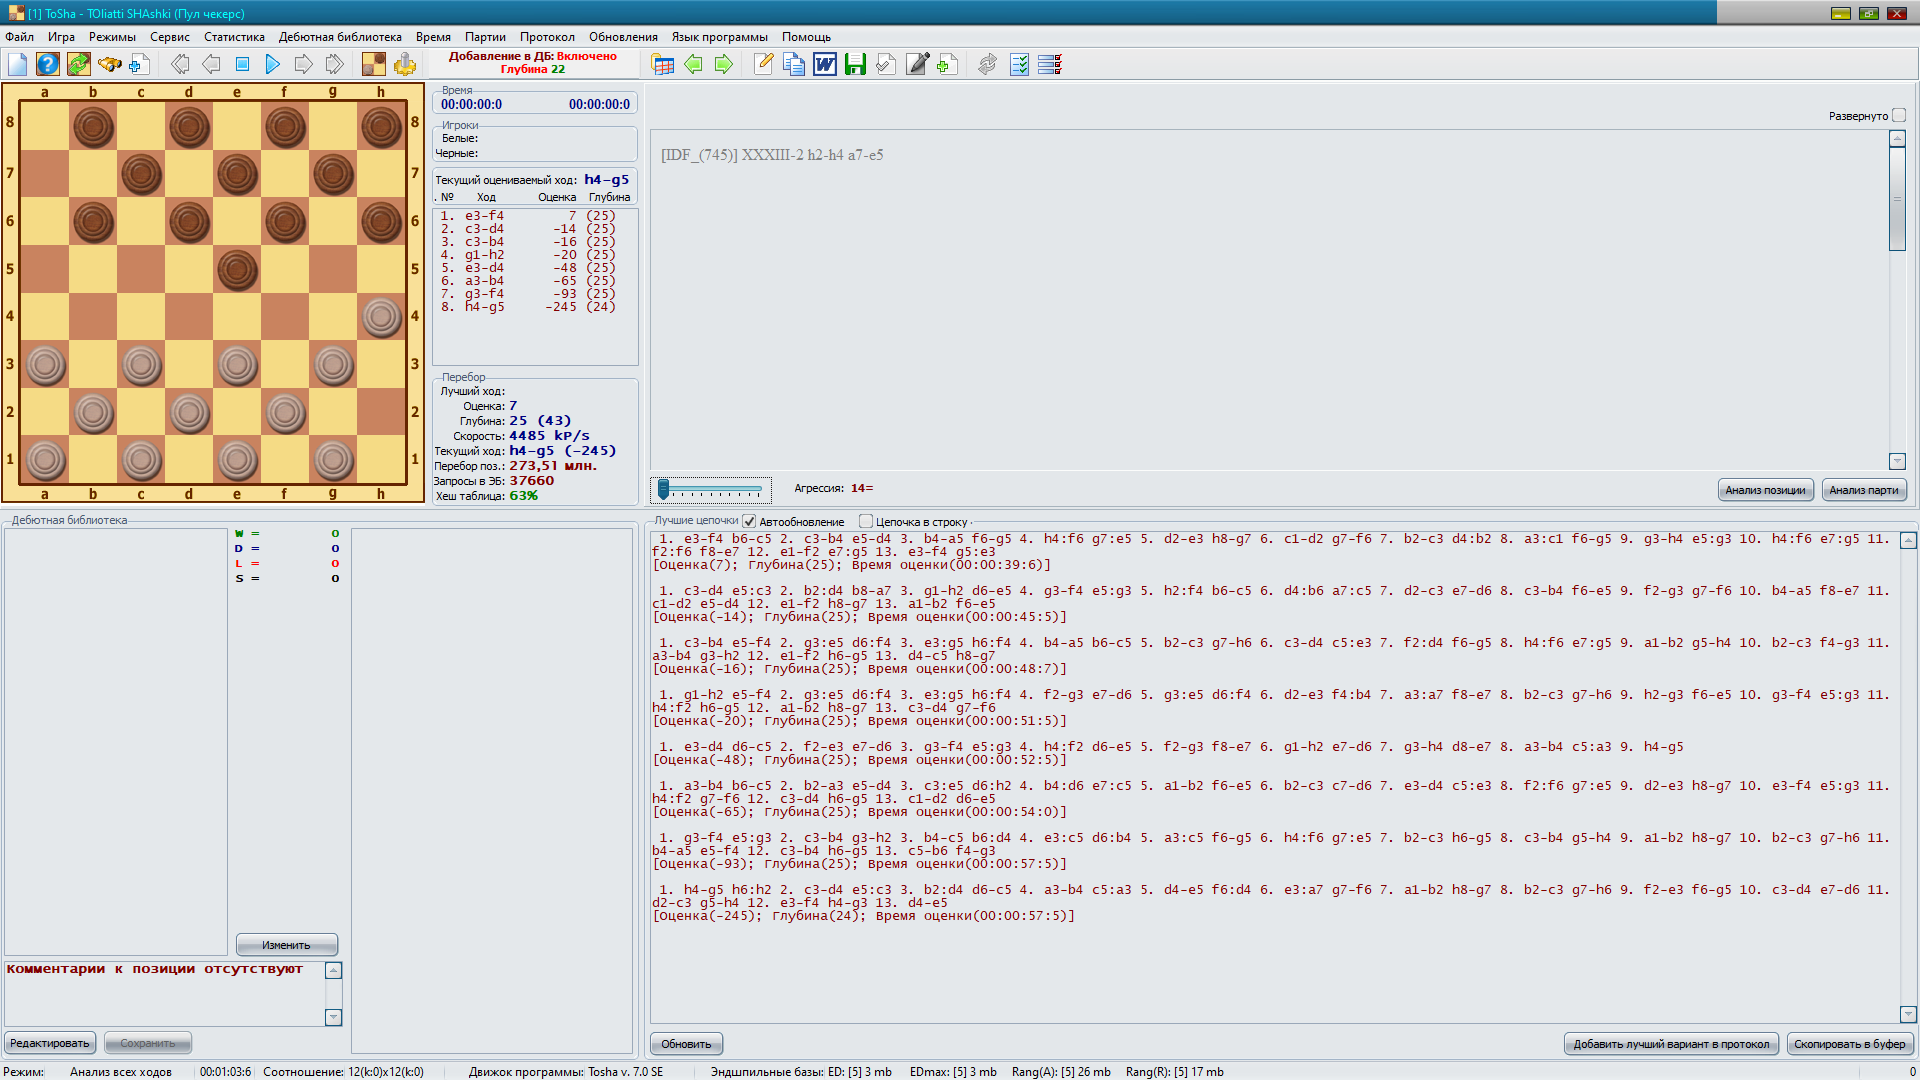 [1] ToSha - TOliatti SHAshki (Пул чекерс)
Файл Игра Режимы Сервис Статистика Дебютная библиотека Время Партии Протокол Обновления Язык программы Помощь
Добавление в ДБ: Включено
Глубина 22
a b c d e f g h
8 8
7 7
6 6
5 5
4 4
3 3
2 2
1 1
a b c d e f g h
Время
00:00:00:0 00:00:00:0
Игроки
Белые:
Черные:
Текущий оцениваемый ход: h4-g5
. № Ход Оценка Глубина
1. e3-f4 7 (25)
2. c3-d4 -14 (25)
3. c3-b4 -16 (25)
4. g1-h2 -20 (25)
5. e3-d4 -48 (25)
6. a3-b4 -65 (25)
7. g3-f4 -93 (25)
8. h4-g5 -245 (24)
Перебор
Лучший ход:
Оценка: 7
Глубина: 25 (43)
Скорость: 4485 kP/s
Текущий ход: h4-g5 (-245)
Перебор поз.: 273,51 млн.
Запросы в ЭБ: 37660
Хеш таблица: 63%
Развернуто
[IDF_(745)] XXXIII-2 h2-h4 a7-e5
Агрессия: 14=
Анализ позиции Анализ парти
Дебютная библиотека
W = 0
D = 0
L = 0
S = 0
Изменить
Комментарии к позиции отсутствуют
Редактировать Сохранить
Лучшие цепочки Автообновление Цепочка в строку
1. e3-f4 b6-c5 2. c3-b4 e5-d4 3. b4-a5 f6-g5 4. h4:f6 g7:e5 5. d2-e3 h8-g7 6. c1-d2 g7-f6 7. b2-c3 d4:b2 8. a3:c1 f6-g5 9. g3-h4 e5:g3 10. h4:f6 e7:g5 11.
f2:f6 f8-e7 12. e1-f2 e7:g5 13. e3-f4 g5:e3
[Оценка(7); Глубина(25); Время оценки(00:00:39:6)]
1. c3-d4 e5:c3 2. b2:d4 b8-a7 3. g1-h2 d6-e5 4. g3-f4 e5:g3 5. h2:f4 b6-c5 6. d4:b6 a7:c5 7. d2-c3 e7-d6 8. c3-b4 f6-e5 9. f2-g3 g7-f6 10. b4-a5 f8-e7 11.
c1-d2 e5-d4 12. e1-f2 h8-g7 13. a1-b2 f6-e5
[Оценка(-14); Глубина(25); Время оценки(00:00:45:5)]
1. c3-b4 e5-f4 2. g3:e5 d6:f4 3. e3:g5 h6:f4 4. b4-a5 b6-c5 5. b2-c3 g7-h6 6. c3-d4 c5:e3 7. f2:d4 f6-g5 8. h4:f6 e7:g5 9. a1-b2 g5-h4 10. b2-c3 f4-g3 11.
a3-b4 g3-h2 12. e1-f2 h6-g5 13. d4-c5 h8-g7
[Оценка(-16); Глубина(25); Время оценки(00:00:48:7)]
1. g1-h2 e5-f4 2. g3:e5 d6:f4 3. e3:g5 h6:f4 4. f2-g3 e7-d6 5. g3:e5 d6:f4 6. d2-e3 f4:b4 7. a3:a7 f8-e7 8. b2-c3 g7-h6 9. h2-g3 f6-e5 10. g3-f4 e5:g3 11.
h4:f2 h6-g5 12. a1-b2 h8-g7 13. c3-d4 g7-f6
[Оценка(-20); Глубина(25); Время оценки(00:00:51:5)]
1. e3-d4 d6-c5 2. f2-e3 e7-d6 3. g3-f4 e5:g3 4. h4:f2 d6-e5 5. f2-g3 f8-e7 6. g1-h2 e7-d6 7. g3-h4 d8-e7 8. a3-b4 c5:a3 9. h4-g5
[Оценка(-48); Глубина(25); Время оценки(00:00:52:5)]
1. a3-b4 b6-c5 2. b2-a3 e5-d4 3. c3:e5 d6:h2 4. b4:d6 e7:c5 5. a1-b2 f6-e5 6. b2-c3 c7-d6 7. e3-d4 c5:e3 8. f2:f6 g7:e5 9. d2-e3 h8-g7 10. e3-f4 e5:g3 11.
h4:f2 g7-f6 12. c3-d4 h6-g5 13. c1-d2 d6-e5
[Оценка(-65); Глубина(25); Время оценки(00:00:54:0)]
1. g3-f4 e5:g3 2. c3-b4 g3-h2 3. b4-c5 b6:d4 4. e3:c5 d6:b4 5. a3:c5 f6-g5 6. h4:f6 g7:e5 7. b2-c3 h6-g5 8. c3-b4 g5-h4 9. a1-b2 h8-g7 10. b2-c3 g7-h6 11.
b4-a5 e5-f4 12. c3-b4 h6-g5 13. c5-b6 f4-g3
[Оценка(-93); Глубина(25); Время оценки(00:00:57:5)]
1. h4-g5 h6:h2 2. c3-d4 e5:c3 3. b2:d4 d6-c5 4. a3-b4 c5:a3 5. d4-e5 f6:d4 6. e3:a7 g7-f6 7. a1-b2 h8-g7 8. b2-c3 g7-h6 9. f2-e3 f6-g5 10. c3-d4 e7-d6 11.
d2-c3 g5-h4 12. e3-f4 h4-g3 13. d4-e5
[Оценка(-245); Глубина(24); Время оценки(00:00:57:5)]
Обновить Добавить лучший вариант в протокол Скопировать в буфер
Режим: Анализ всех ходов 00:01:03:6 Соотношение: 12(k:0)x12(k:0) Движок программы: Tosha v. 7.0 SE Эндшпильные базы: ED: [5] 3 mb EDmax: [5] 3 mb Rang(A): [5] 26 mb Rang(R): [5] 17 mb 0